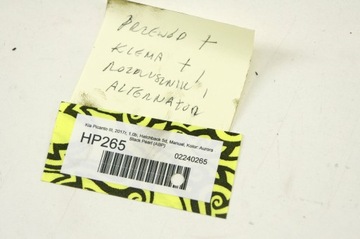 PRZEWÓD +
KLEMA +
ROZRUSZNIK /
ALTERNATOR
Kia Picanto III, 2017r, 1.0b, Hatchback 5d, Manual, Kolor: Aurora
Black Pearl (ABP)
HP265
02240265